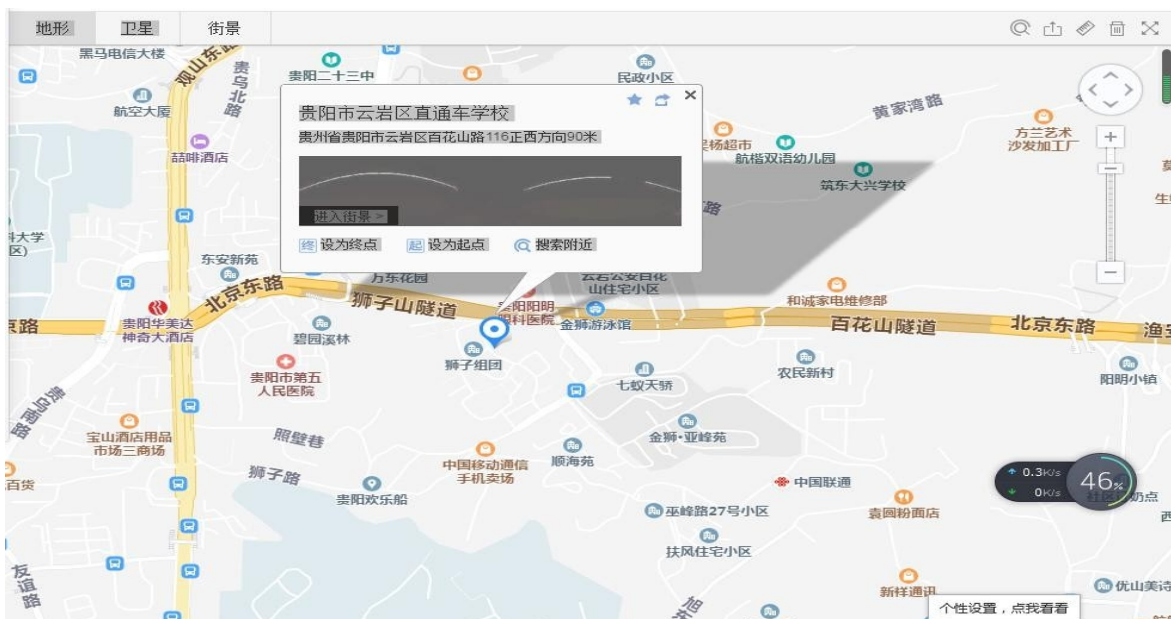 地形 卫星 街景
黑马电信大楼
观山东路
贵乌北路
贵阳二十三中
民政小区
航空大厦
喆啡酒店
黄家湾路
方兰艺术
沙发加工厂
航楷双语幼儿园
筑东大兴学校
贵阳市云岩区直通车学校
贵州省贵阳市云岩区百花山路116正西方向90米
进入街景 >
终 设为终点 起 设为起点 搜索附近
东安新苑
万东花园
山住宅小区
北京东路
狮子山隧道
贵阳阳明
眼科医院
金狮游泳馆
和诚家电维修部
百花山隧道
北京东路
贵阳华美达
神奇大酒店
碧园溪林
狮子组团
贵阳市第五
人民医院
七蚁天骄
农民新村
阳明小镇
贵乌南路
宝山酒店用品
市场三商场
照壁巷
狮子路
金狮·亚峰苑
中国移动通信
手机卖场
顺海苑
中国联通
贵阳欢乐船
巫峰路27号小区
袁圆粉面店
扶风住宅小区
友谊路
新祥通讯
优山美诗
0.3K/s
0K/s
46%
个性设置，点我看看